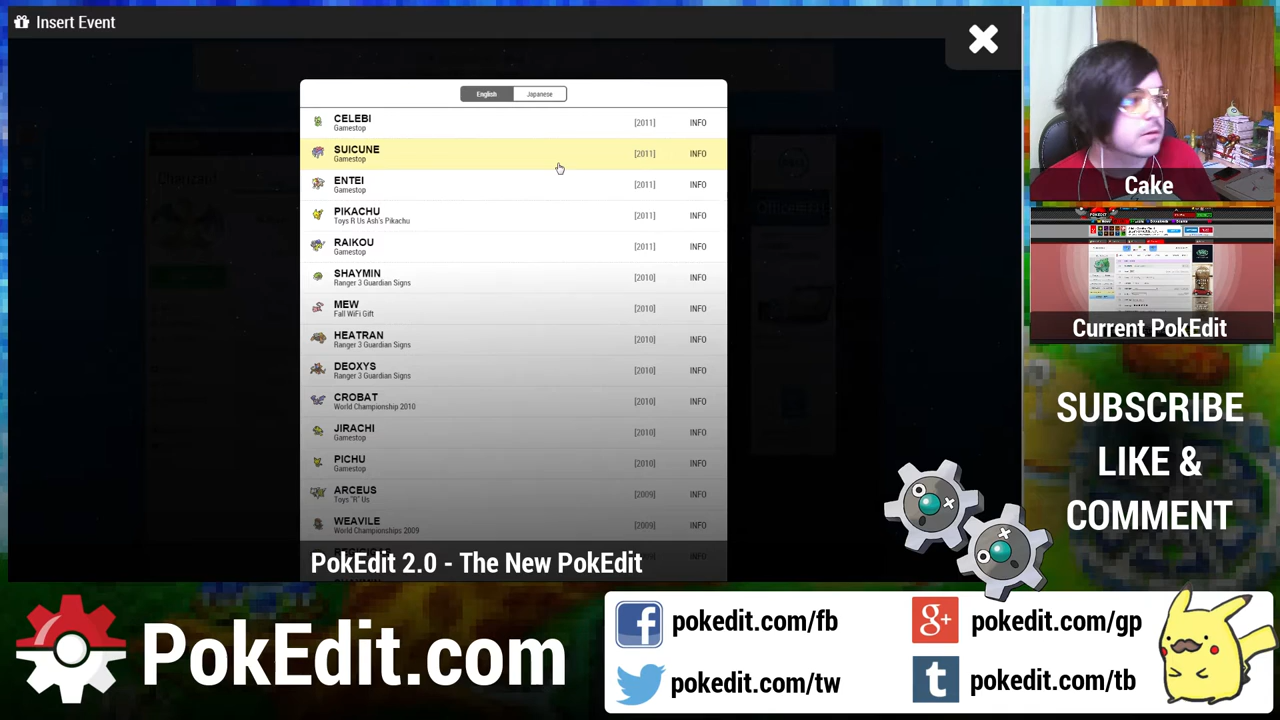 Insert Event
English Japanese
CELEBI [2011] INFO
Gamestop
SUICUNE [2011] INFO
Gamestop
ENTEI [2011] INFO
Gamestop
PIKACHU [2011] INFO
Toys R Us Ash's Pikachu
RAIKOU [2011] INFO
Gamestop
SHAYMIN [2010] INFO
Ranger 3 Guardian Signs
MEW [2010] INFO
Fall WiFi Gift
HEATRAN [2010] INFO
Ranger 3 Guardian Signs
DEOXYS [2010] INFO
Ranger 3 Guardian Signs
CROBAT [2010] INFO
World Championship 2010
JIRACHI [2010] INFO
Gamestop
PICHU [2010] INFO
Gamestop
ARCEUS [2009] INFO
Toys "R" Us
WEAVILE [2009] INFO
World Championships 2009
PokEdit 2.0 - The New PokEdit
Cake
Current PokEdit
SUBSCRIBE
LIKE &
COMMENT
PokEdit.com
pokedit.com/fb
pokedit.com/gp
pokedit.com/tw
pokedit.com/tb